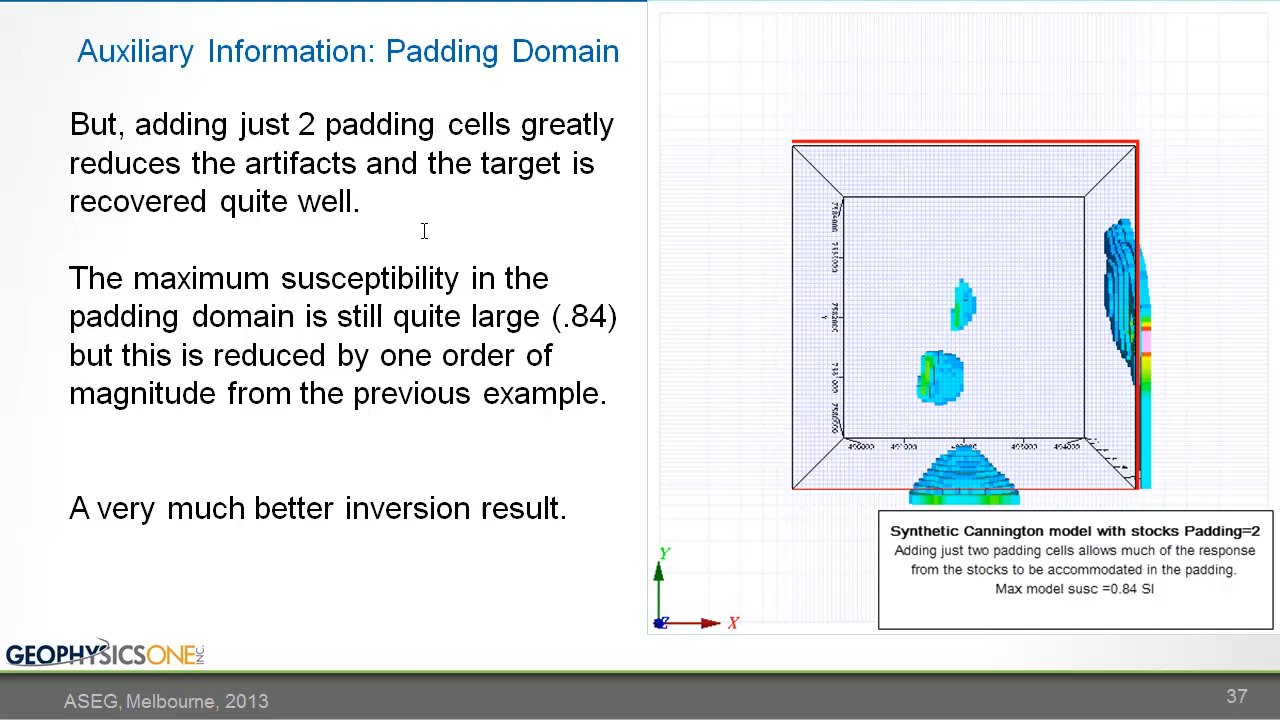 Auxiliary Information: Padding Domain
But, adding just 2 padding cells greatly
reduces the artifacts and the target is
recovered quite well.
The maximum susceptibility in the
padding domain is still quite large (.84)
but this is reduced by one order of
magnitude from the previous example.
A very much better inversion result.
Y
491000
493000
494000
Synthetic Cannington model with stocks Padding=2
Adding just two padding cells allows much of the response
from the stocks to be accommodated in the padding.
Max model susc =0.84 SI
Y
Z
X
GEOPHYSICSONE INC.
ASEG, Melbourne, 2013
37